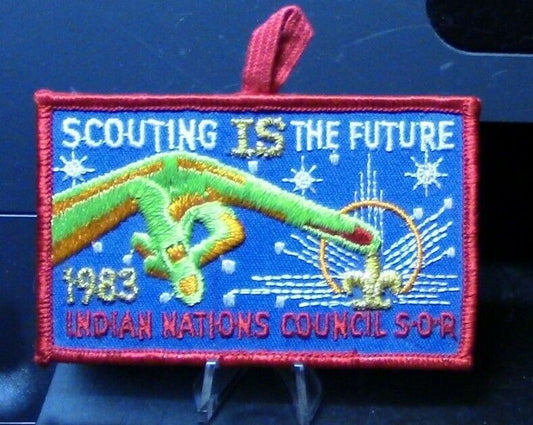 SCOUTING IS THE FUTURE
1983
INDIAN NATIONS COUNCIL S-O-R